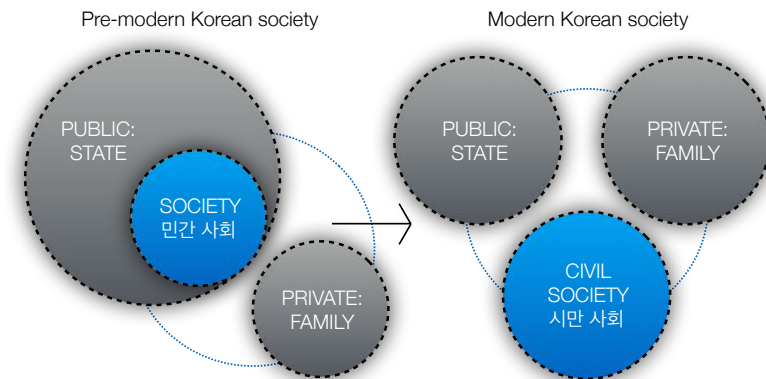 Pre-modern Korean society
PUBLIC:
STATE
SOCIETY
민간 사회
PRIVATE:
FAMILY
Modern Korean society
PUBLIC:
STATE
PRIVATE:
FAMILY
CIVIL
SOCIETY
시만 사회